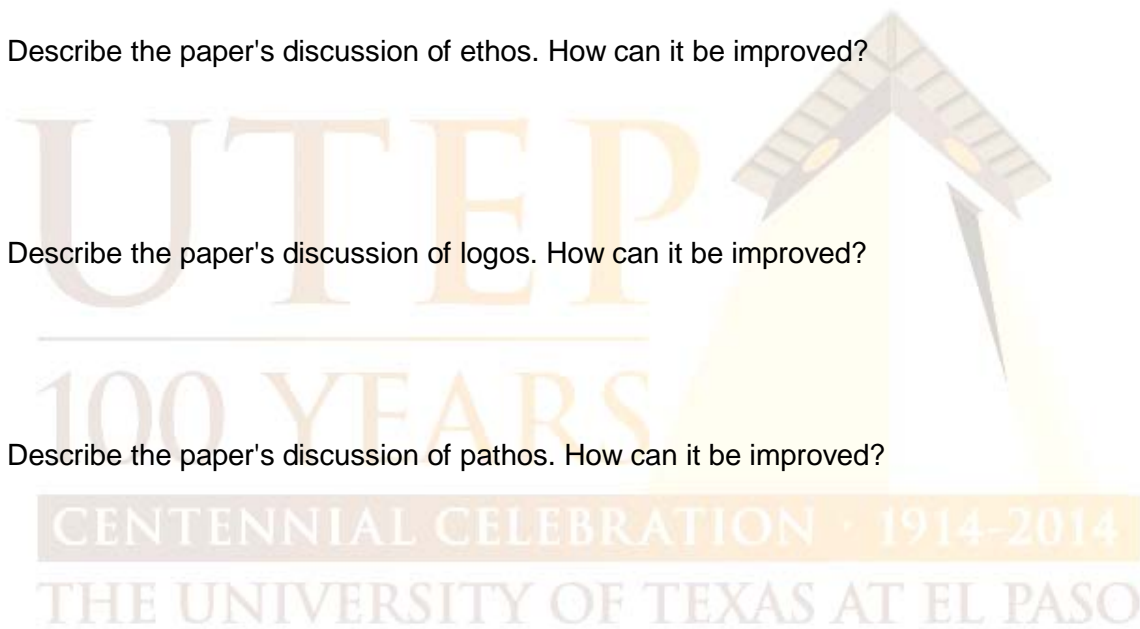 Describe the paper's discussion of ethos. How can it be improved?
UTEP
Describe the paper's discussion of logos. How can it be improved?
100 YEARS
Describe the paper's discussion of pathos. How can it be improved?
CENTENNIAL CELEBRATION · 1914-2014
THE UNIVERSITY OF TEXAS AT EL PASO